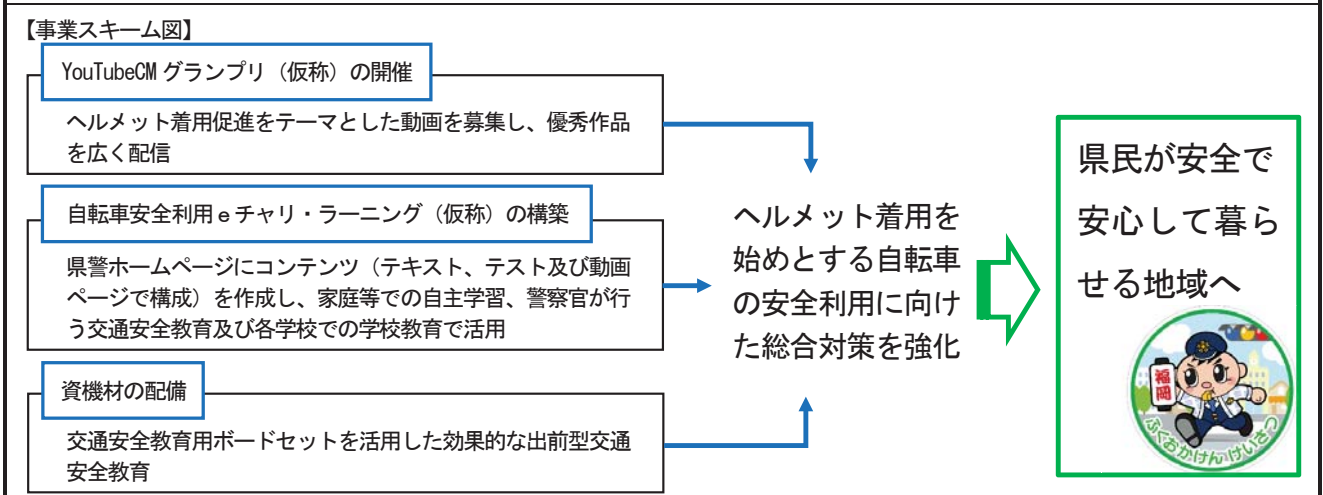 【事業スキーム図】
YouTubeCM グランプリ（仮称）の開催
ヘルメット着用促進をテーマとした動画を募集し、優秀作品
を広く配信
自転車安全利用ｅチャリ・ラーニング（仮称）の構築
県警ホームページにコンテンツ（テキスト、テスト及び動画
ページで構成）を作成し、家庭等での自主学習、警察官が行
う交通安全教育及び各学校での学校教育で活用
資機材の配備
交通安全教育用ボードセットを活用した効果的な出前型交通
安全教育
ヘルメット着用を
始めとする自転車
の安全利用に向け
た総合対策を強化
県民が安全で
安心して暮ら
せる地域へ
福岡
ふくおかけんけいさつ